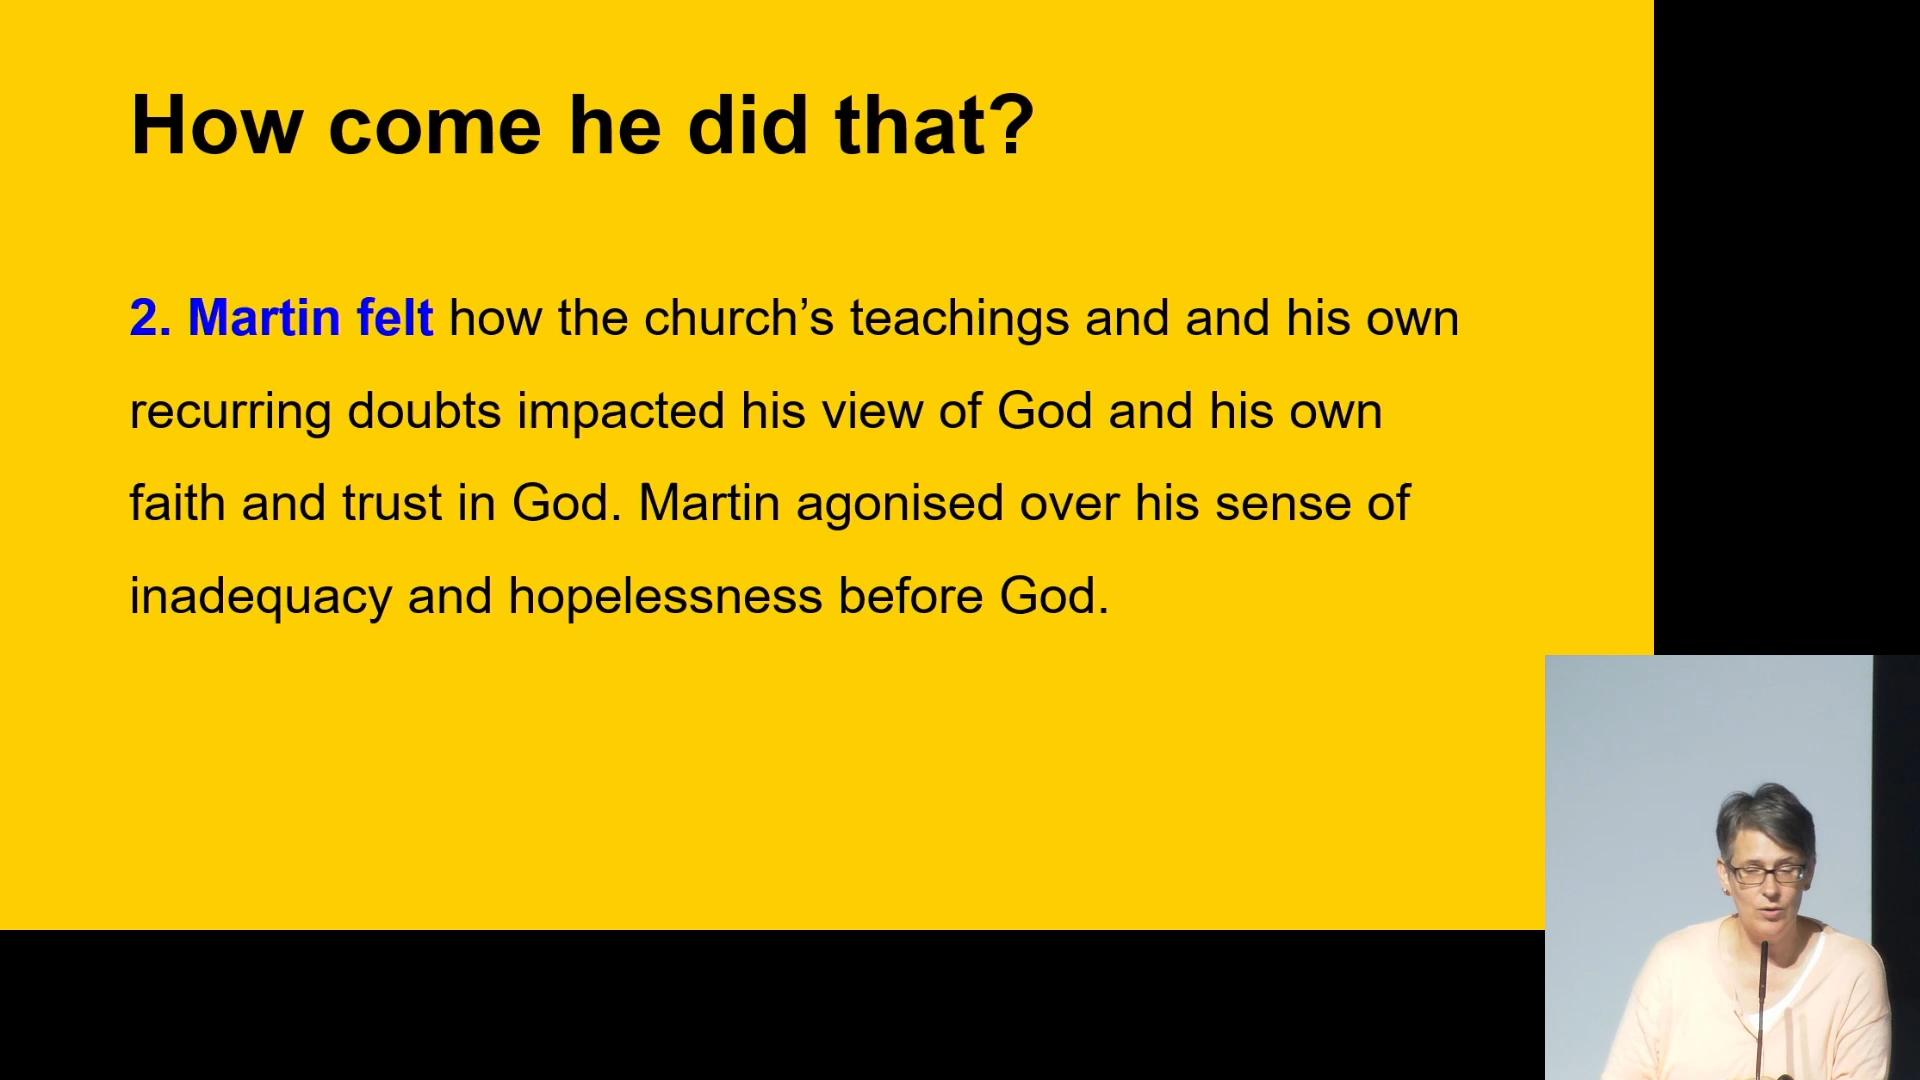 How come he did that?
2. Martin felt how the church’s teachings and and his own
recurring doubts impacted his view of God and his own
faith and trust in God. Martin agonised over his sense of
inadequacy and hopelessness before God.